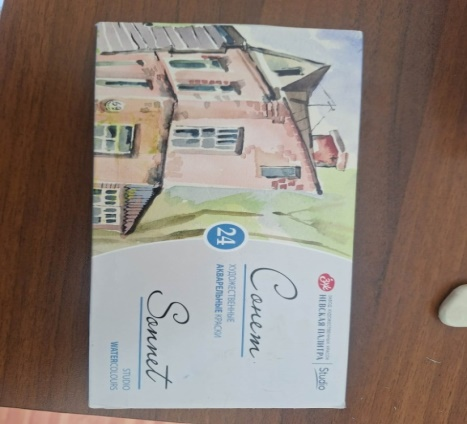 24
ХУДОЖЕСТВЕННЫЕ
АКВАРЕЛЬНЫЕ КРАСКИ
Сонет
Sonnet
STUDIO
WATERCOLOURS
НЕВСКАЯ ПАЛИТРА
Studio